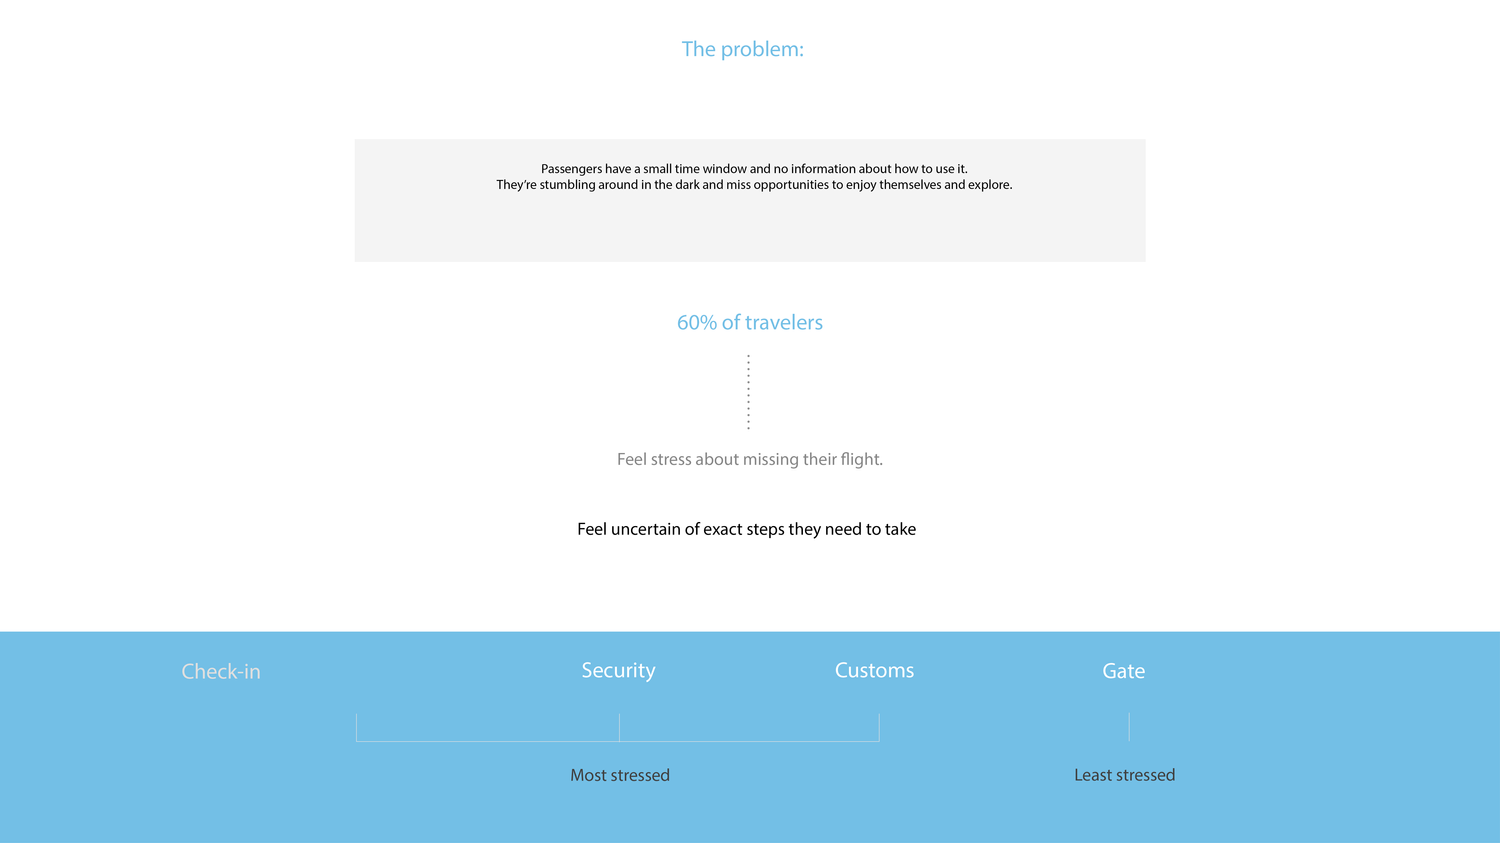 The problem:
Passengers have a small time window and no information about how to use it.
They’re stumbling around in the dark and miss opportunities to enjoy themselves and explore.
60% of travelers
Feel stress about missing their flight.
Feel uncertain of exact steps they need to take
Check-in
Security
Customs
Gate
Most stressed
Least stressed